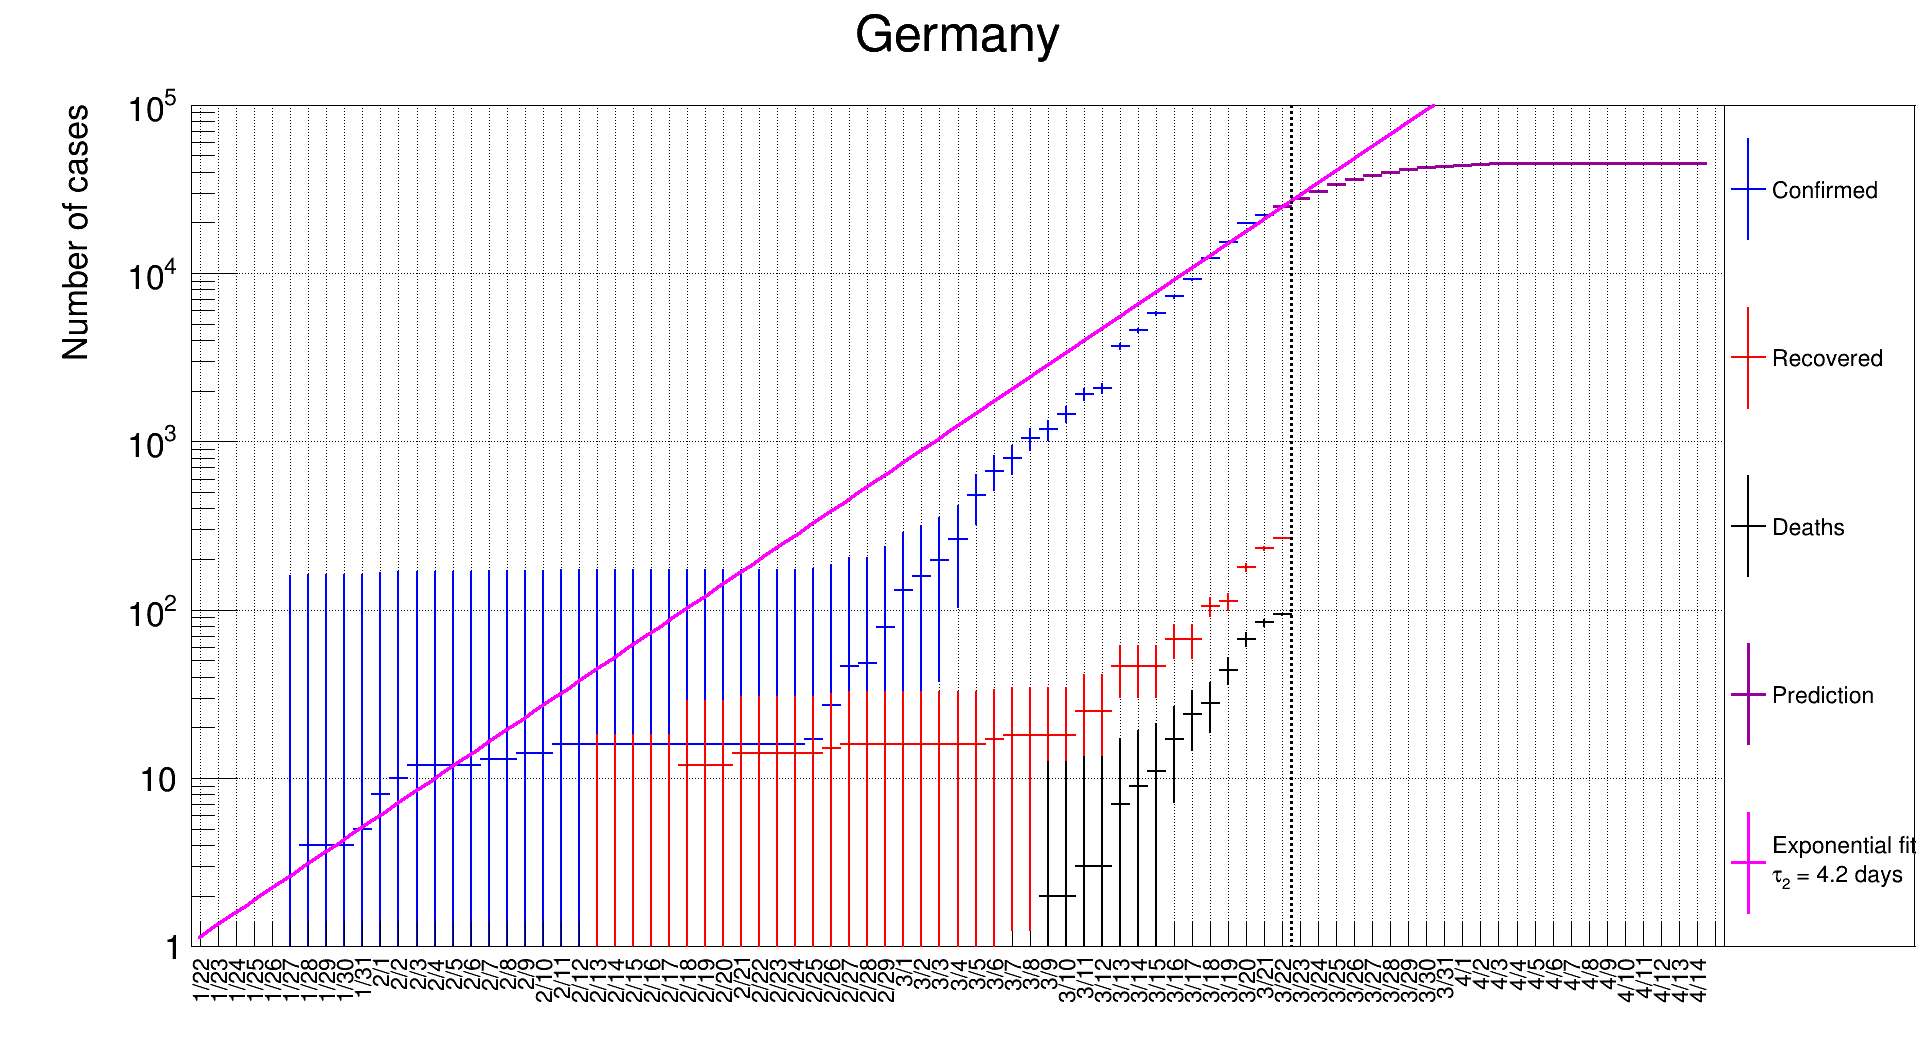 Germany
Number of cases
10^5
10^4
10^3
10^2
10
1
1/22 1/23 1/24 1/25 1/26 1/27 1/28 1/29 1/30 1/31 2/1 2/2 2/3 2/4 2/5 2/6 2/7 2/8 2/9 2/10 2/11 2/12 2/13 2/14 2/15 2/16 2/17 2/18 2/19 2/20 2/21 2/22 2/23 2/24 2/25 2/26 2/27 2/28 2/29 3/1 3/2 3/3 3/4 3/5 3/6 3/7 3/8 3/9 3/10 3/11 3/12 3/13 3/14 3/15 3/16 3/17 3/18 3/19 3/20 3/21 3/22 3/23 3/24 3/25 3/26 3/27 3/28 3/29 3/30 3/31 4/1 4/2 4/3 4/4 4/5 4/6 4/7 4/8 4/9 4/10 4/11 4/12 4/13 4/14
Confirmed
Recovered
Deaths
Prediction
Exponential fit
τ₂ = 4.2 days